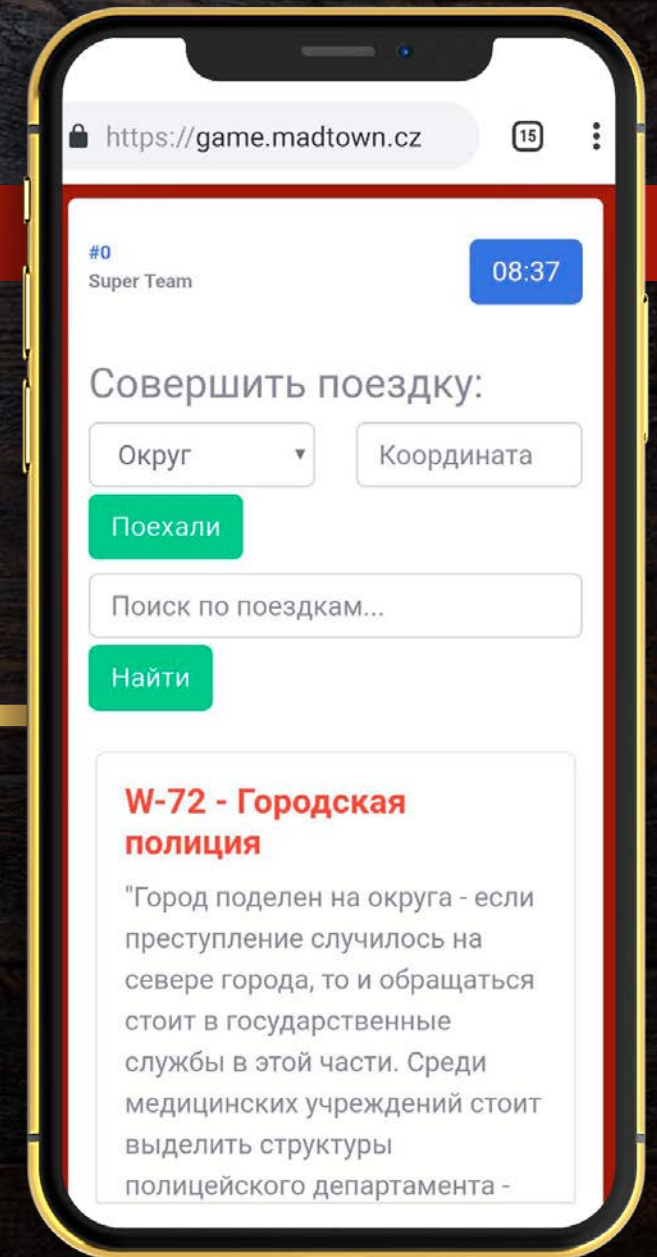 https://game.madtown.cz
15
#0
Super Team
08:37
Совершить поездку:
Округ
Координата
Поехали
Поиск по поездкам...
Найти
W-72 - Городская
полиция
"Город поделен на округа - если
преступление случилось на
севере города, то и обращаться
стоит в государственные
службы в этой части. Среди
медицинских учреждений стоит
выделить структуры
полицейского департамента -